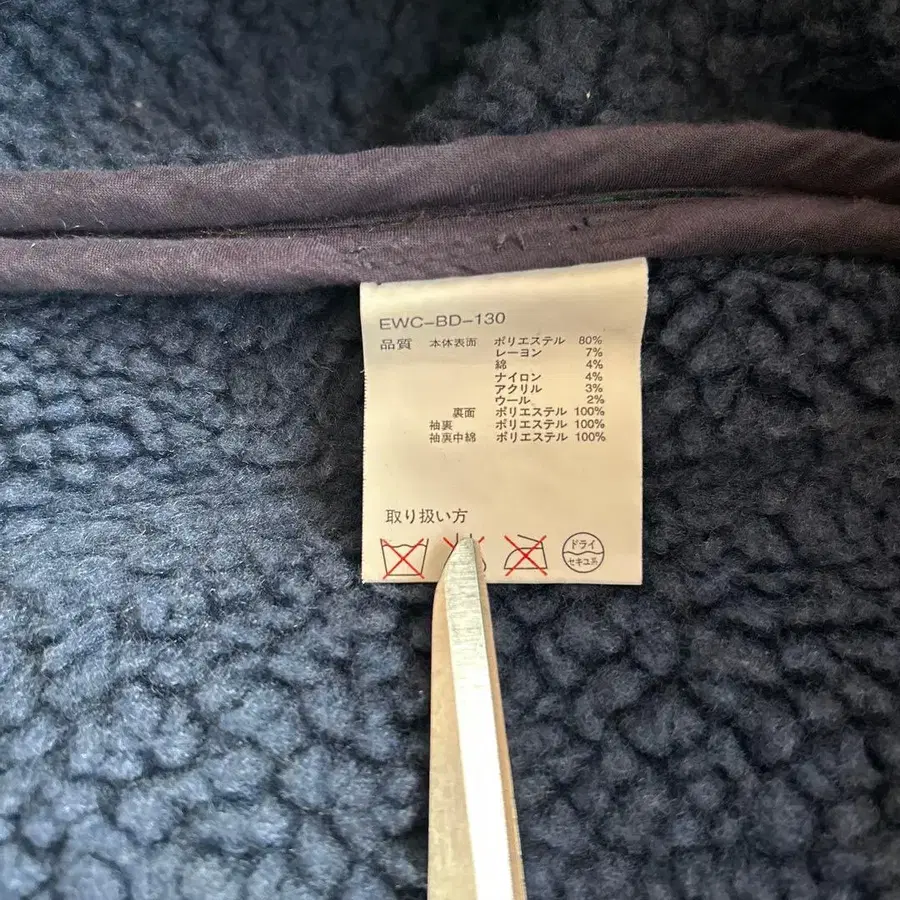 EWC-BD-130
品質 本体表面 ポリエステル 80%
レーヨン 7%
綿 4%
ナイロン 4%
アクリル 3%
ウール 2%
裏面 ポリエステル 100%
袖裏 ポリエステル 100%
袖裏中綿 ポリエステル 100%
取り扱い方
ドライ
セキユ系